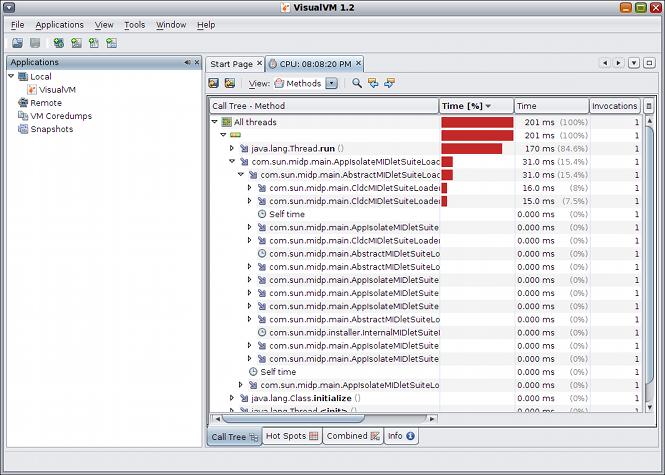 VisualVM 1.2
File Applications View Tools Window Help
Applications
Local
VisualVM
Remote
VM Coredumps
Snapshots
Start Page CPU: 08:08:20 PM
View: Methods
Call Tree - Method Time [%] Time Invocations
All threads 201 ms (100%) 1
201 ms (100%) 1
java.lang.Thread.run () 170 ms (84.6%) 1
com.sun.midp.main.AppIsolateMIDletSuiteLoade 31.0 ms (15.4%) 1
com.sun.midp.main.AbstractMIDletSuiteLoad 31.0 ms (15.4%) 1
com.sun.midp.main.CldcMIDletSuiteLoader 16.0 ms (8%) 1
com.sun.midp.main.CldcMIDletSuiteLoader 15.0 ms (7.5%) 1
Self time 0.000 ms (0%) 1
com.sun.midp.main.AppIsolateMIDletSuite 0.000 ms (0%) 1
com.sun.midp.main.CldcMIDletSuiteLoader 0.000 ms (0%) 1
com.sun.midp.main.AbstractMIDletSuiteLo 0.000 ms (0%) 1
com.sun.midp.main.AbstractMIDletSuiteLo 0.000 ms (0%) 1
com.sun.midp.main.AppIsolateMIDletSuite 0.000 ms (0%) 1
com.sun.midp.main.AppIsolateMIDletSuite 0.000 ms (0%) 1
com.sun.midp.main.AppIsolateMIDletSuite 0.000 ms (0%) 1
com.sun.midp.main.AbstractMIDletSuiteLo 0.000 ms (0%) 1
com.sun.midp.installer.InternalMIDletSuiteI 0.000 ms (0%) 1
com.sun.midp.main.AppIsolateMIDletSuite 0.000 ms (0%) 1
com.sun.midp.main.AppIsolateMIDletSuite 0.000 ms (0%) 1
Self time 0.000 ms (0%) 1
com.sun.midp.main.AppIsolateMIDletSuiteLo 0.000 ms (0%) 1
java.lang.Class.initialize () 0.000 ms (0%) 1
java.lang.Thread.<init> () 0.000 ms (0%) 1
Call Tree Hot Spots Combined Info